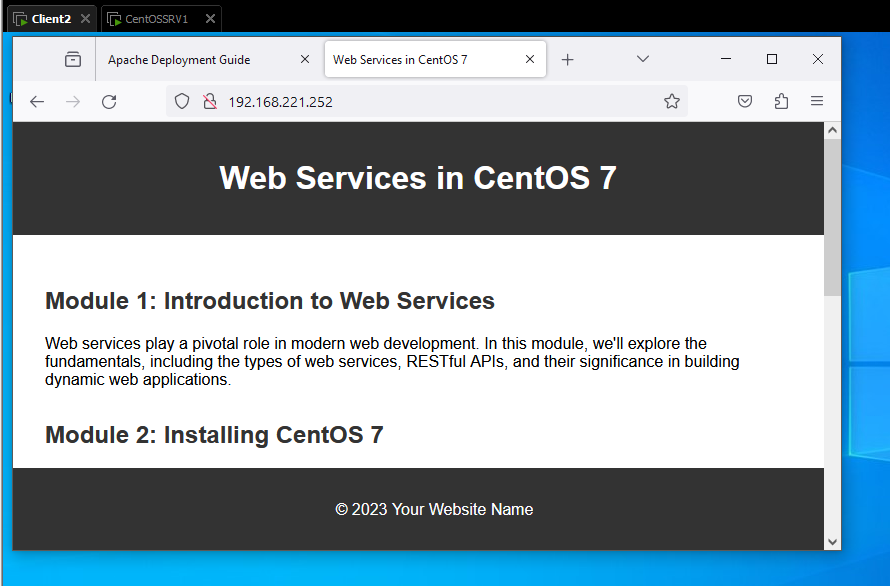 Client2
CentOSSRV1
Apache Deployment Guide
Web Services in CentOS 7
192.168.221.252
Web Services in CentOS 7
Module 1: Introduction to Web Services
Web services play a pivotal role in modern web development. In this module, we'll explore the
fundamentals, including the types of web services, RESTful APIs, and their significance in building
dynamic web applications.
Module 2: Installing CentOS 7
© 2023 Your Website Name